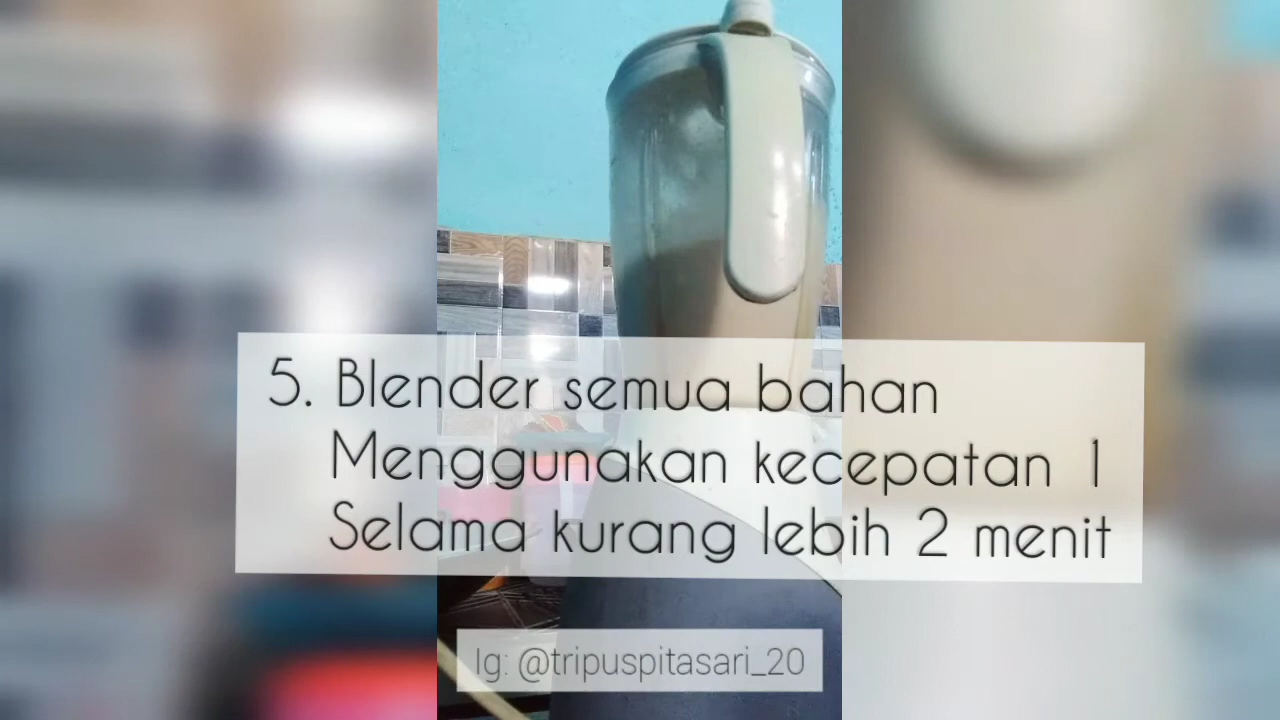 5. Blender semua bahan
Menggunakan kecepatan 1
Selama kurang lebih 2 menit
Ig: @tripuspitasari_20